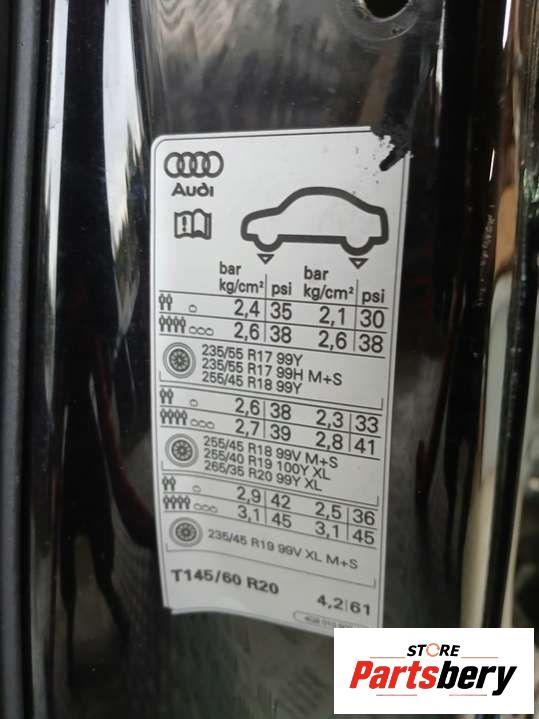 Audi
bar psi bar psi
kg/cm² kg/cm²
2,4 35 2,1 30
2,6 38 2,6 38
235/55 R17 99Y
235/55 R17 99H M+S
255/45 R18 99Y
2,6 38 2,3 33
2,7 39 2,8 41
255/45 R18 99V M+S
255/40 R19 100Y XL
265/35 R20 99Y XL
2,9 42 2,5 36
3,1 45 3,1 45
235/45 R19 99V XL M+S
T145/60 R20 4,2 61
STORE
Partsbery